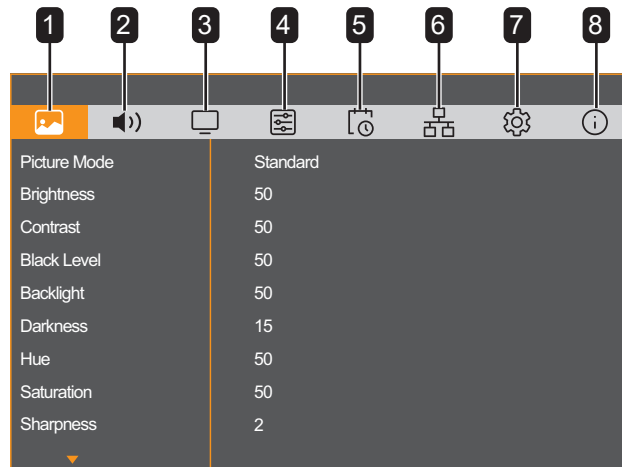 1 2 3 4 5 6 7 8
Picture Mode Standard
Brightness 50
Contrast 50
Black Level 50
Backlight 50
Darkness 15
Hue 50
Saturation 50
Sharpness 2